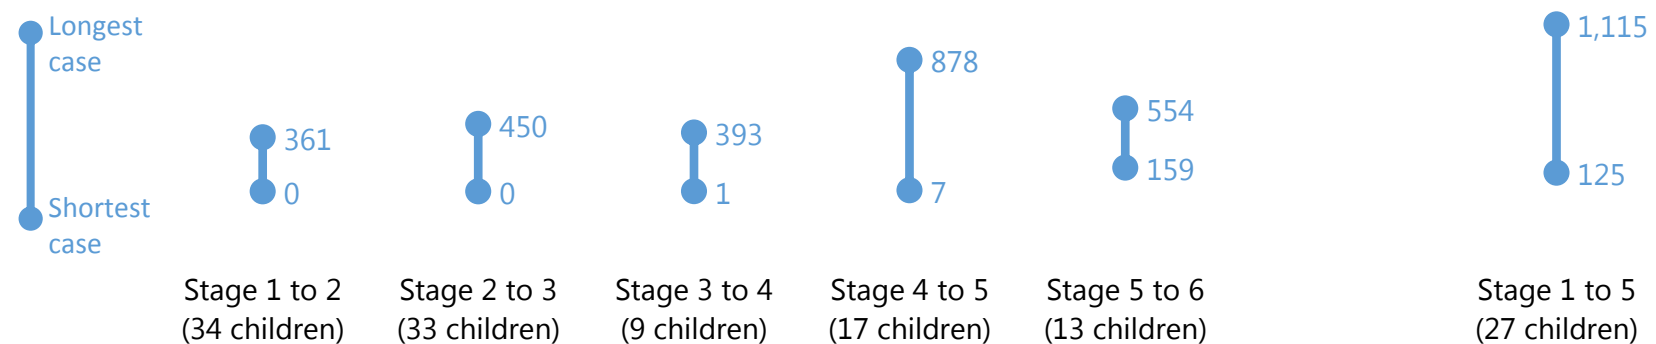 Longest
case
Shortest
case
361
0
450
0
393
1
878
7
554
159
1,115
125
Stage 1 to 2
(34 children)
Stage 2 to 3
(33 children)
Stage 3 to 4
(9 children)
Stage 4 to 5
(17 children)
Stage 5 to 6
(13 children)
Stage 1 to 5
(27 children)